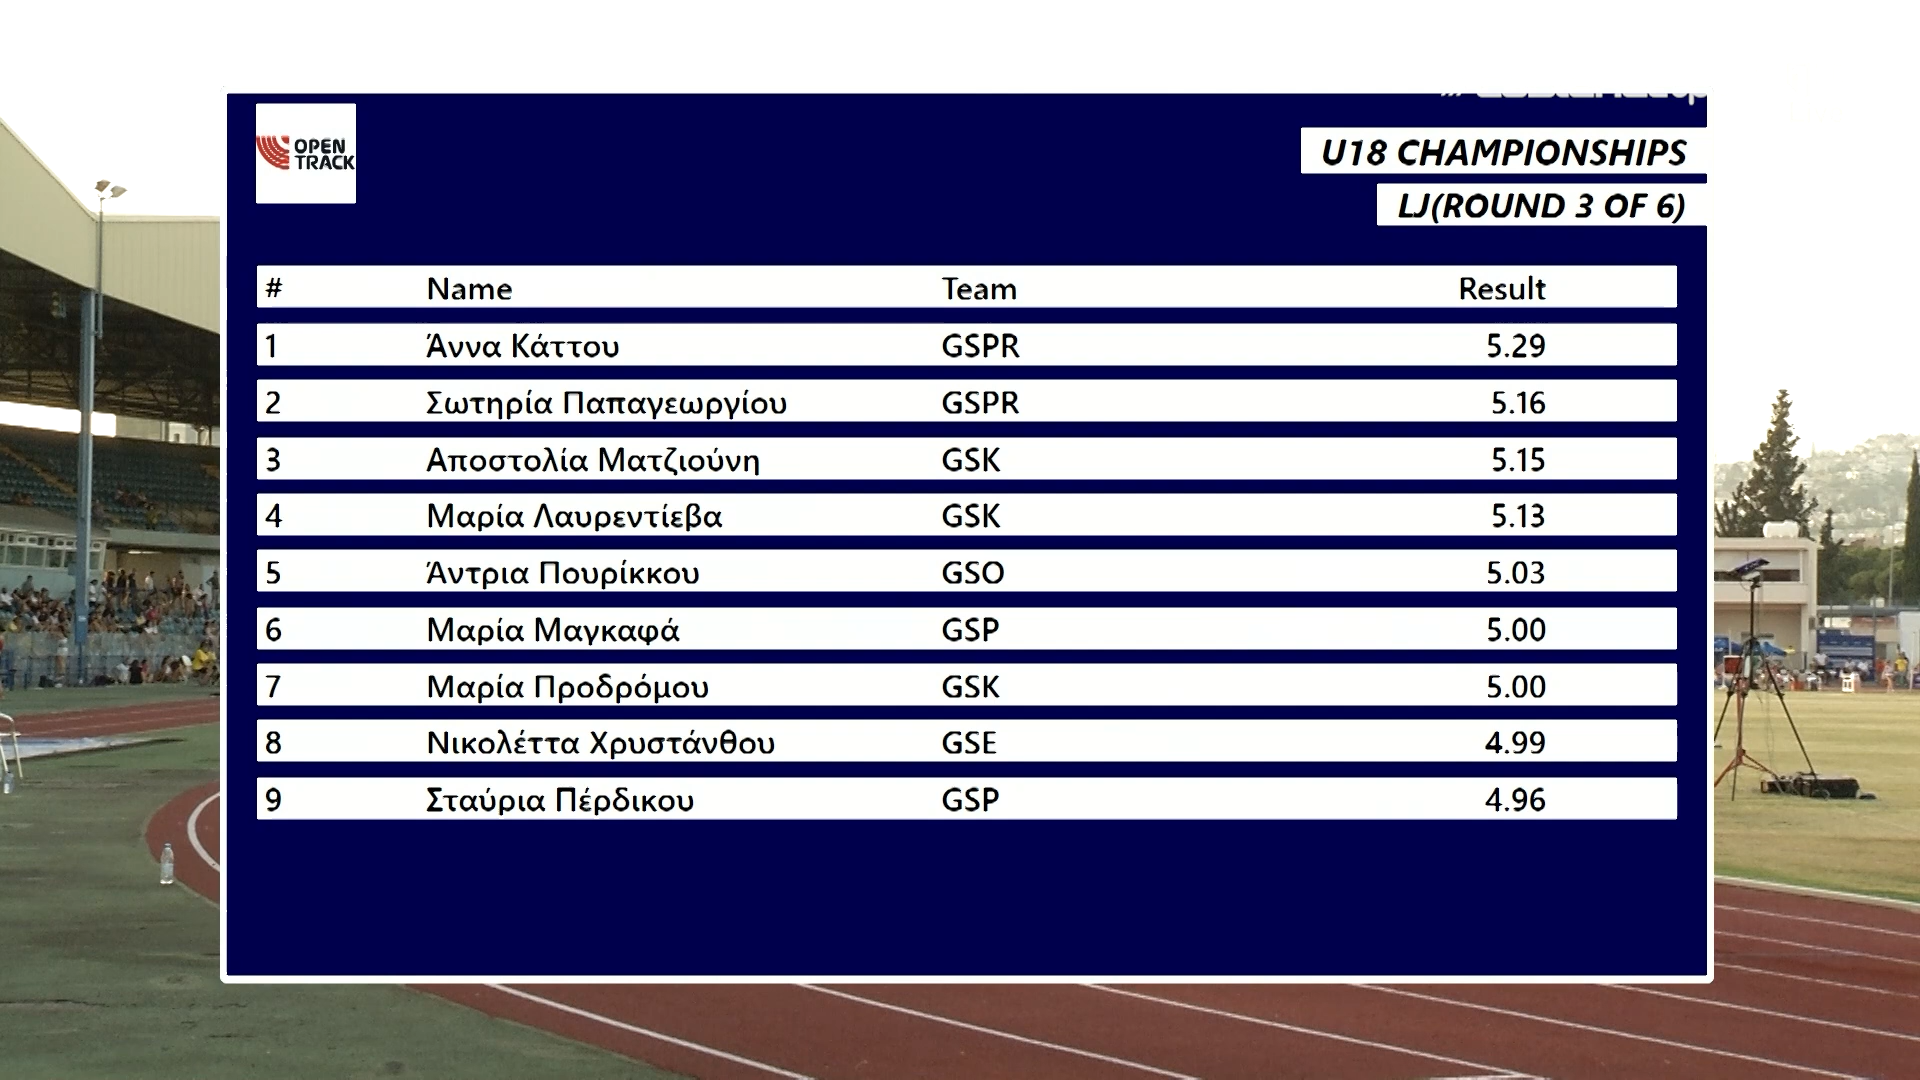 OPEN
TRACK
U18 CHAMPIONSHIPS
LJ(ROUND 3 OF 6)
# Name Team Result
1 Άννα Κάττου GSPR 5.29
2 Σωτηρία Παπαγεωργίου GSPR 5.16
3 Αποστολία Ματζιούνη GSK 5.15
4 Μαρία Λαυρεντίεβα GSK 5.13
5 Άντρια Πουρίκκου GSO 5.03
6 Μαρία Μαγκαφά GSP 5.00
7 Μαρία Προδρόμου GSK 5.00
8 Νικολέττα Χρυστάνθου GSE 4.99
9 Σταύρια Πέρδικου GSP 4.96